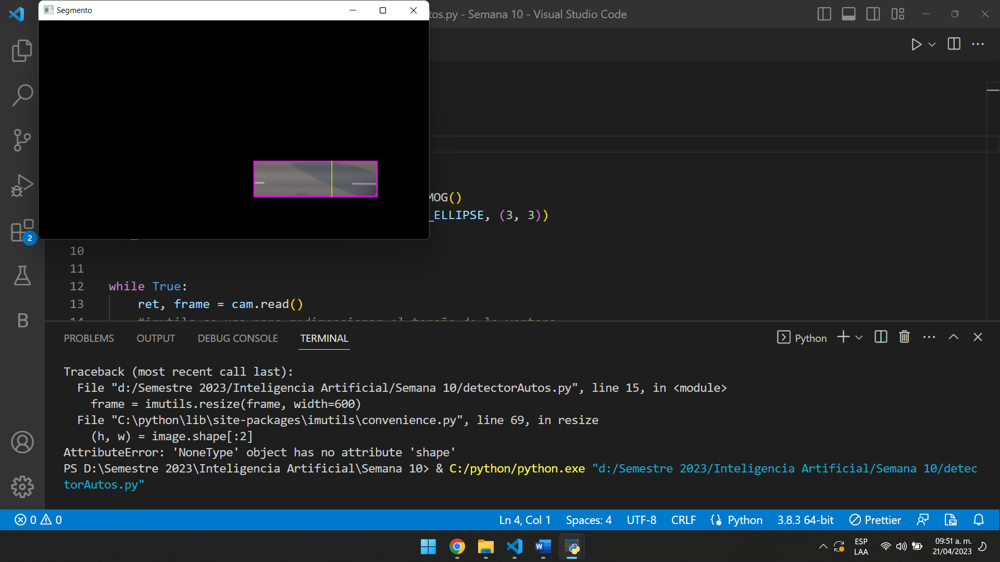 Segmento
tos.py - Semana 10 - Visual Studio Code
MOG()
_ELLIPSE, (3, 3))
10
11
12 while True:
13 ret, frame = cam.read()
PROBLEMS OUTPUT DEBUG CONSOLE TERMINAL
Python
Traceback (most recent call last):
File "d:/Semestre 2023/Inteligencia Artificial/Semana 10/detectorAutos.py", line 15, in <module>
frame = imutils.resize(frame, width=600)
File "C:\python\lib\site-packages\imutils\convenience.py", line 69, in resize
(h, w) = image.shape[:2]
AttributeError: 'NoneType' object has no attribute 'shape'
PS D:\Semestre 2023\Inteligencia Artificial\Semana 10> & C:/python/python.exe "d:/Semestre 2023/Inteligencia Artificial/Semana 10/detec
torAutos.py"
2
B
0 0 Ln 4, Col 1 Spaces: 4 UTF-8 CRLF Python 3.8.3 64-bit Prettier
ESP
LAA
09:51 a. m.
21/04/2023